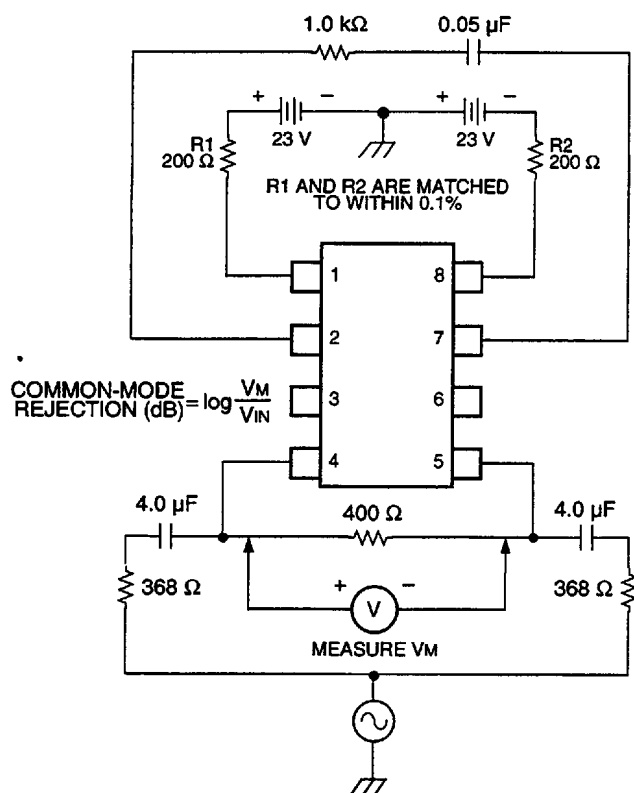 1.0 kΩ
0.05 µF
+ − + −
23 V
23 V
R1
200 Ω
R2
200 Ω
R1 AND R2 ARE MATCHED
TO WITHIN 0.1%
1
8
2
7
3
6
4
5
COMMON-MODE
REJECTION (dB) = log VM/VIN
4.0 µF
400 Ω
4.0 µF
368 Ω
368 Ω
+ −
V
MEASURE VM